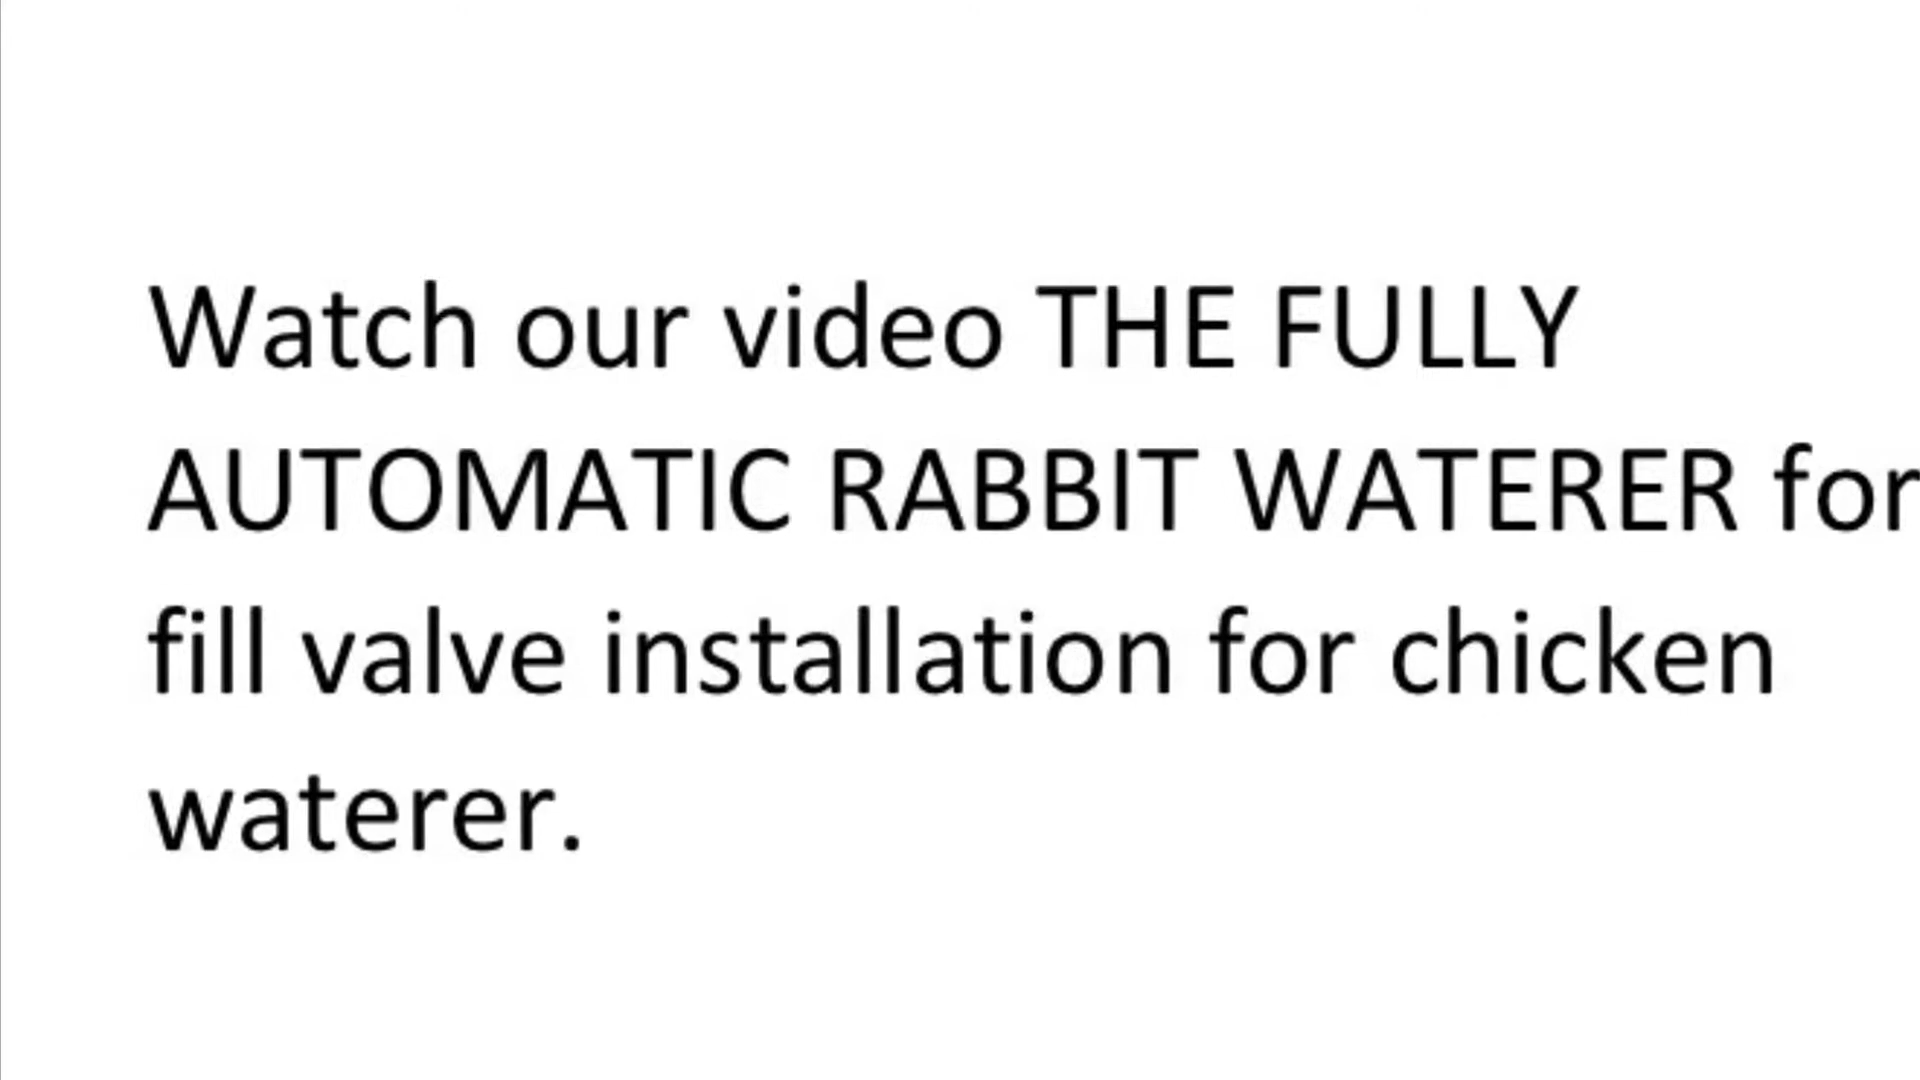 Watch our video THE FULLY
AUTOMATIC RABBIT WATERER for
fill valve installation for chicken
waterer.